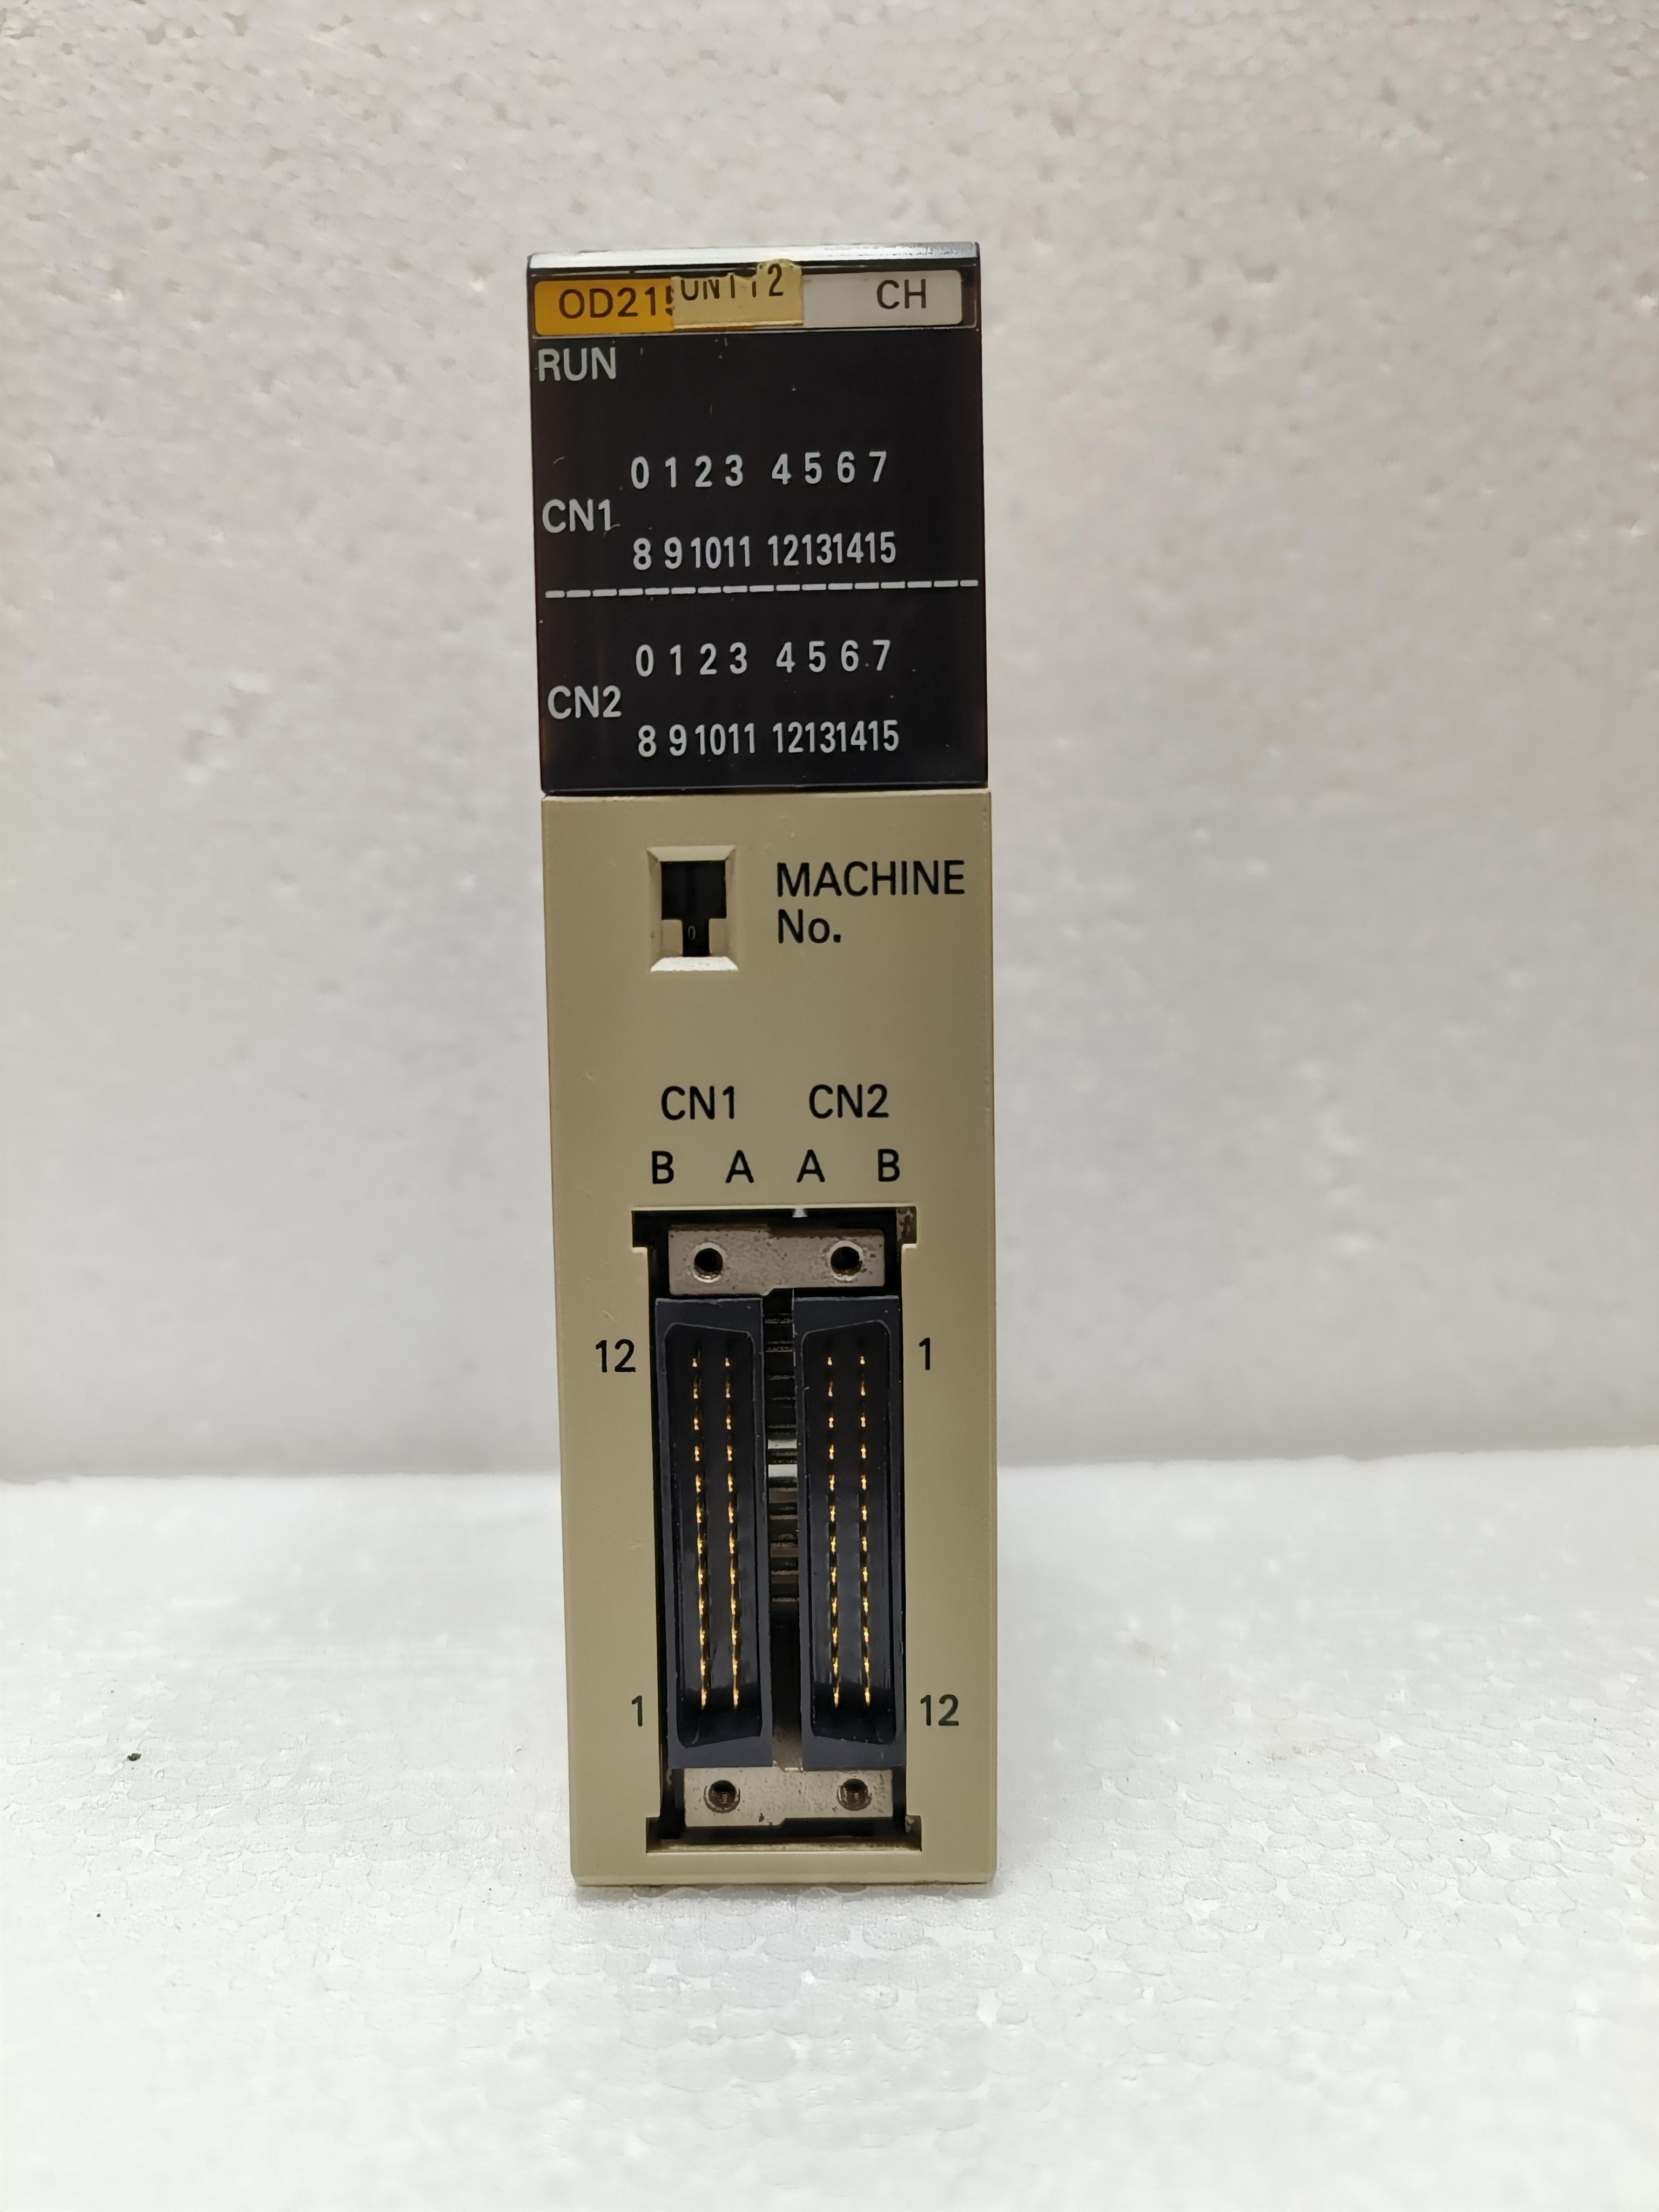 OD215 UNIT2 CH
RUN
0 1 2 3 4 5 6 7
CN1
8 9 10 11 12 13 14 15
0 1 2 3 4 5 6 7
CN2
8 9 10 11 12 13 14 15
MACHINE
No.
0
CN1 CN2
B A A B
12 1
1 12